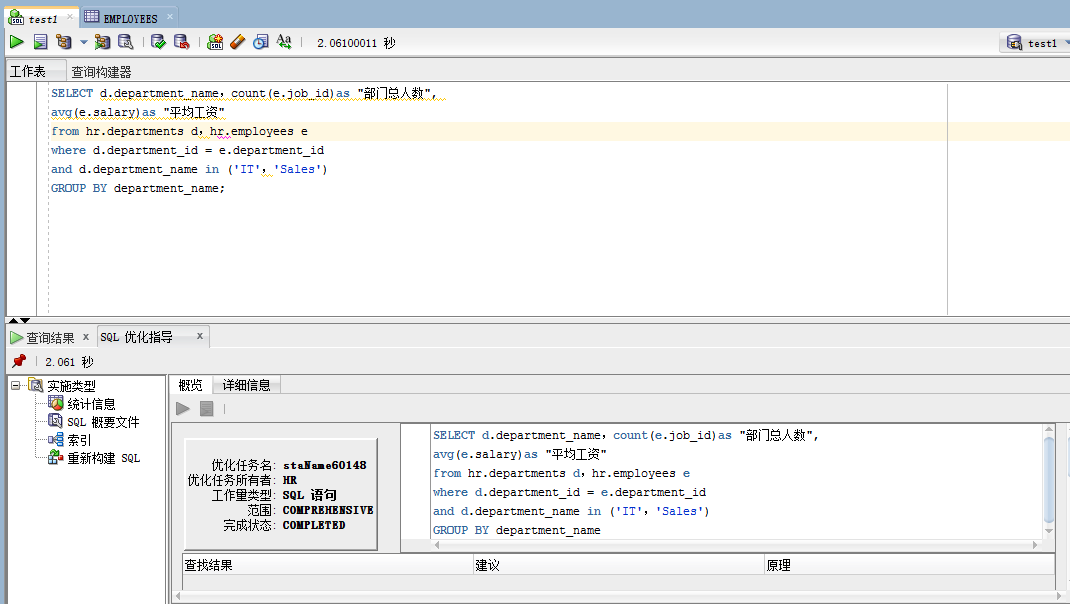 test1
EMPLOYEES
2.06100011 秒
test1
工作表
查询构建器
SELECT d.department_name，count(e.job_id)as "部门总人数",
avg(e.salary)as "平均工资"
from hr.departments d，hr.employees e
where d.department_id = e.department_id
and d.department_name in ('IT'，'Sales')
GROUP BY department_name;
查询结果 x
SQL 优化指导 x
2.061 秒
实施类型
统计信息
SQL 概要文件
索引
重新构建 SQL
概览
详细信息
优化任务名: staName60148
优化任务所有者: HR
工作量类型: SQL 语句
范围: COMPREHENSIVE
完成状态: COMPLETED
SELECT d.department_name，count(e.job_id)as "部门总人数",
avg(e.salary)as "平均工资"
from hr.departments d，hr.employees e
where d.department_id = e.department_id
and d.department_name in ('IT'，'Sales')
GROUP BY department_name
查找结果
建议
原理